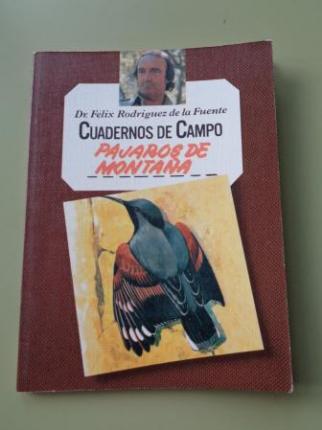 Dr. Félix Rodríguez de la Fuente
CUADERNOS DE CAMPO
PAJAROS DE
MONTAÑA